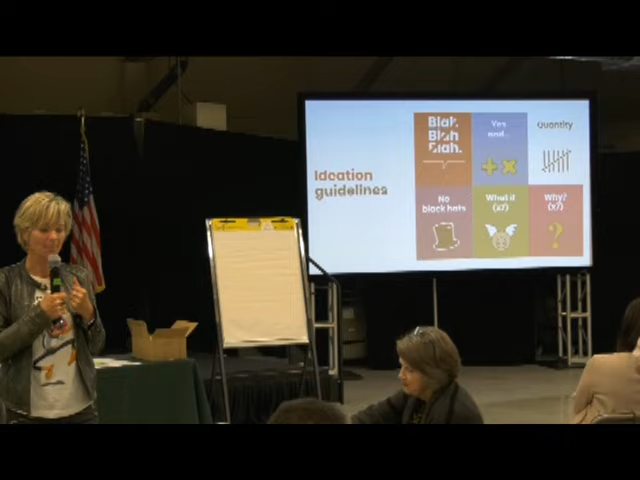 Ideation
guidelines
Blah
Blah
Blah.
Yes
and...
Quantity
No
black hats
What if
(x7)
Why?
(x7)